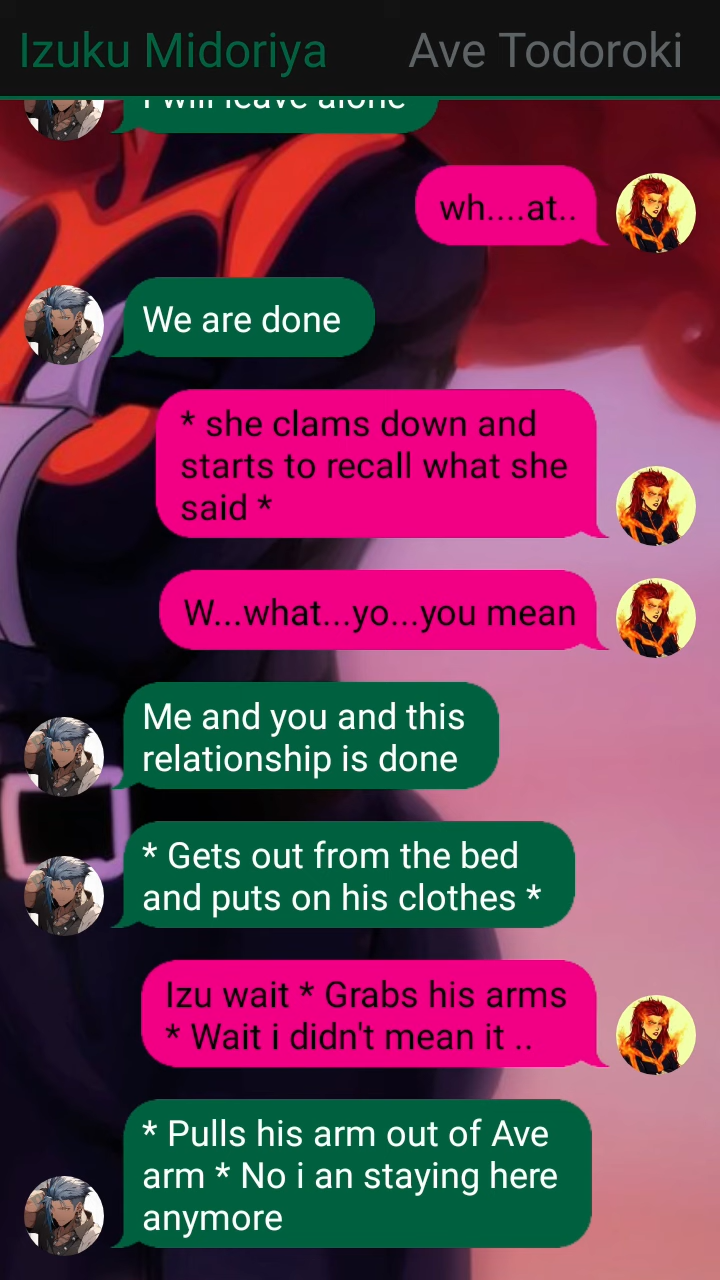 Izuku Midoriya
Ave Todoroki
I will leave alone
wh....at..
We are done
* she clams down and
starts to recall what she
said *
W...what...yo...you mean
Me and you and this
relationship is done
* Gets out from the bed
and puts on his clothes *
Izu wait * Grabs his arms
* Wait i didn't mean it ..
* Pulls his arm out of Ave
arm * No i an staying here
anymore